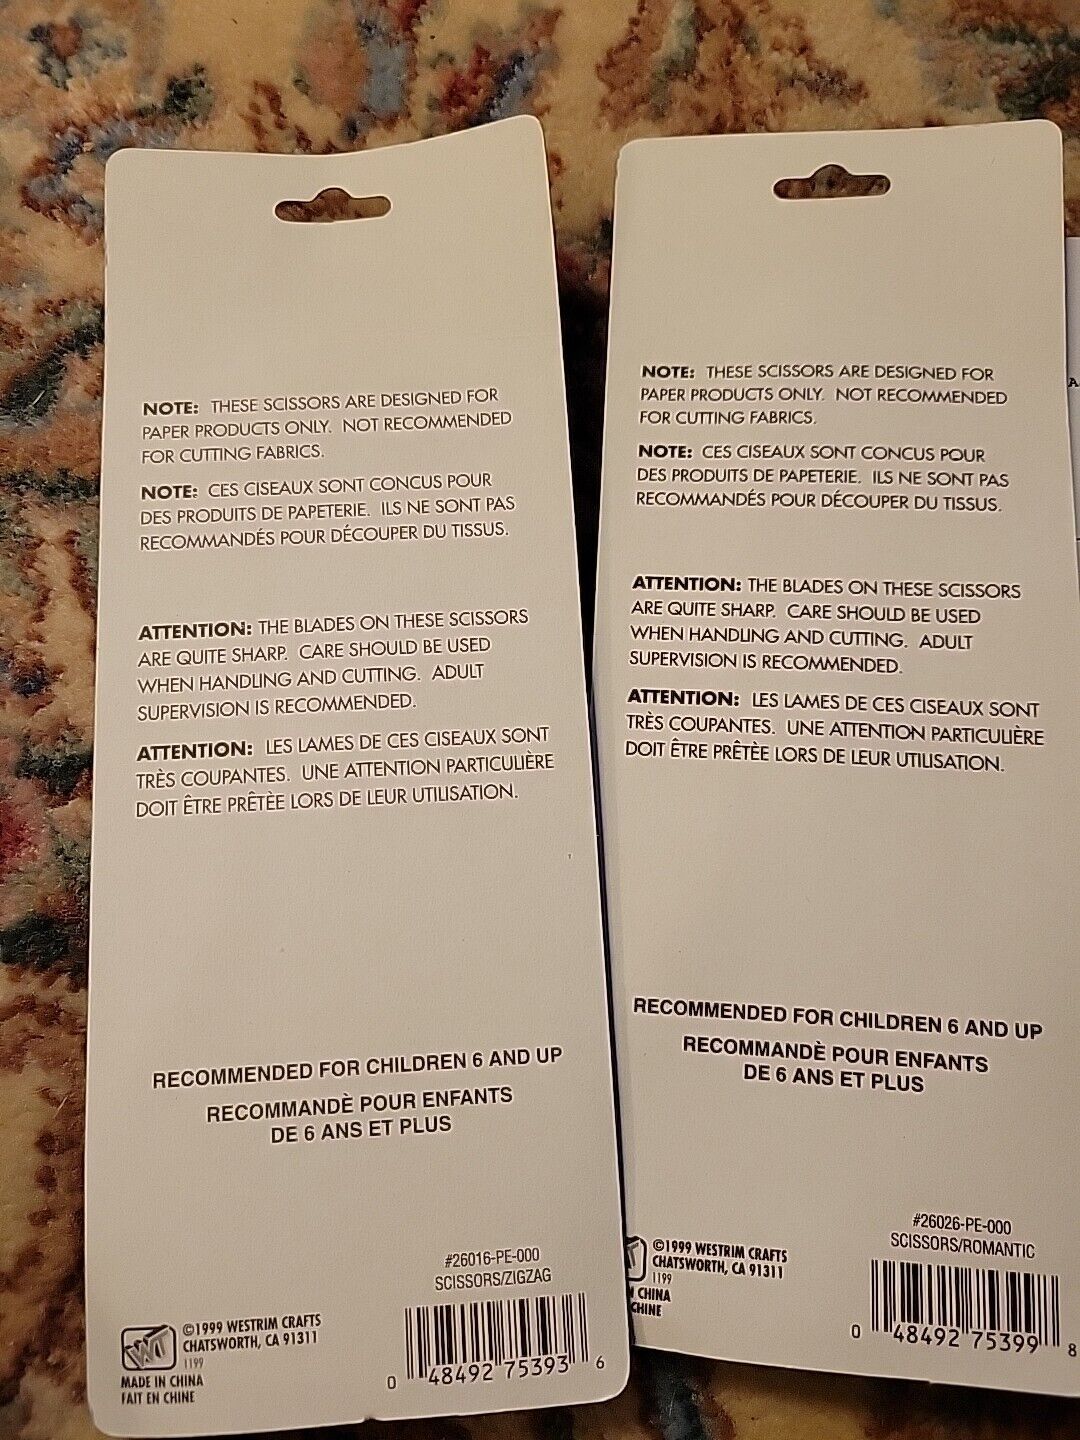 NOTE: THESE SCISSORS ARE DESIGNED FOR
PAPER PRODUCTS ONLY. NOT RECOMMENDED
FOR CUTTING FABRICS.
NOTE: CES CISEAUX SONT CONCUS POUR
DES PRODUITS DE PAPETERIE. ILS NE SONT PAS
RECOMMANDÉS POUR DÉCOUPER DU TISSUS.
ATTENTION: THE BLADES ON THESE SCISSORS
ARE QUITE SHARP. CARE SHOULD BE USED
WHEN HANDLING AND CUTTING. ADULT
SUPERVISION IS RECOMMENDED.
ATTENTION: LES LAMES DE CES CISEAUX SONT
TRÈS COUPANTES. UNE ATTENTION PARTICULIÈRE
DOIT ÊTRE PRÊTÈE LORS DE LEUR UTILISATION.
RECOMMENDED FOR CHILDREN 6 AND UP
RECOMMANDÈ POUR ENFANTS
DE 6 ANS ET PLUS
#26016-PE-000
SCISSORS/ZIGZAG
©1999 WESTRIM CRAFTS
CHATSWORTH, CA 91311
1199
MADE IN CHINA
FAIT EN CHINE
0 48492 75393 6
NOTE: THESE SCISSORS ARE DESIGNED FOR
PAPER PRODUCTS ONLY. NOT RECOMMENDED
FOR CUTTING FABRICS.
NOTE: CES CISEAUX SONT CONCUS POUR
DES PRODUITS DE PAPETERIE. ILS NE SONT PAS
RECOMMANDÉS POUR DÉCOUPER DU TISSUS.
ATTENTION: THE BLADES ON THESE SCISSORS
ARE QUITE SHARP. CARE SHOULD BE USED
WHEN HANDLING AND CUTTING. ADULT
SUPERVISION IS RECOMMENDED.
ATTENTION: LES LAMES DE CES CISEAUX SONT
TRÈS COUPANTES. UNE ATTENTION PARTICULIÈRE
DOIT ÊTRE PRÊTÈE LORS DE LEUR UTILISATION.
RECOMMENDED FOR CHILDREN 6 AND UP
RECOMMANDÈ POUR ENFANTS
DE 6 ANS ET PLUS
#26026-PE-000
SCISSORS/ROMANTIC
©1999 WESTRIM CRAFTS
CHATSWORTH, CA 91311
1199
CHINA
CHINE
0 48492 75399 8